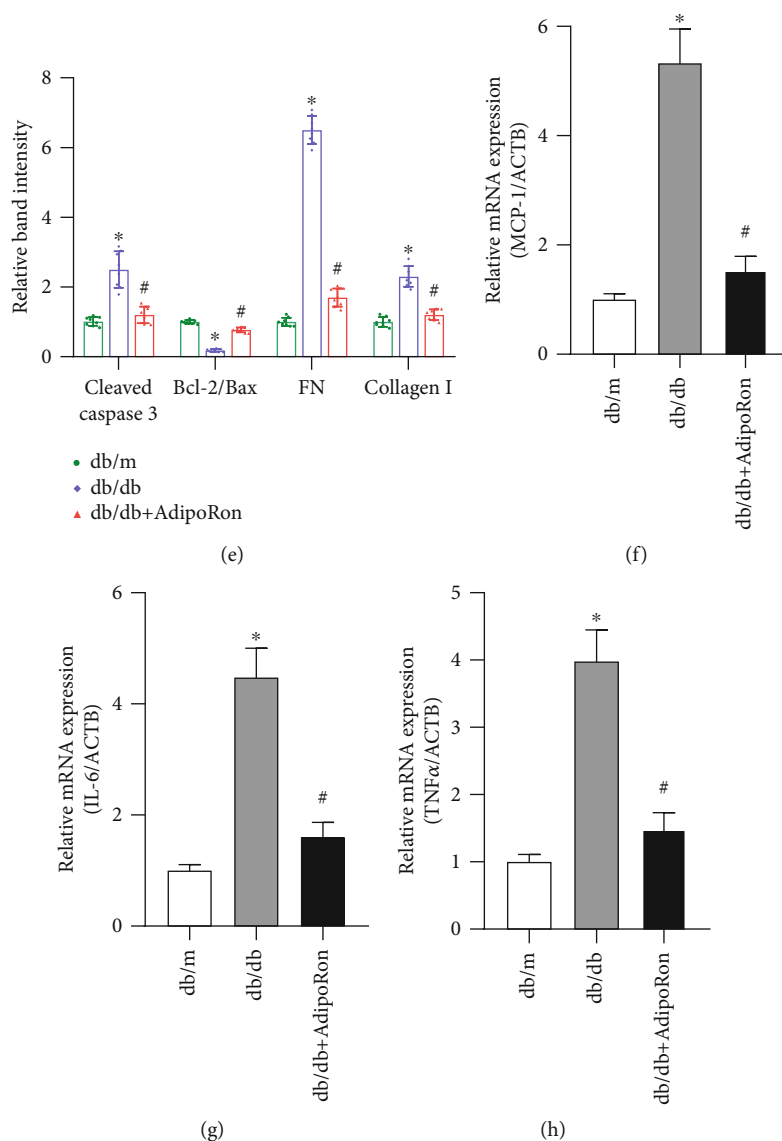 Relative band intensity
8
6
4
2
0
*
#
*
#
*
#
*
#
Cleaved
caspase 3
Bcl-2/Bax
FN
Collagen I
db/m
db/db
db/db+AdipoRon
(e)
Relative mRNA expression
(MCP-1/ACTB)
6
4
2
0
*
#
db/m
db/db
db/db+AdipoRon
(f)
Relative mRNA expression
(IL-6/ACTB)
6
4
2
0
*
#
db/m
db/db
db/db+AdipoRon
(g)
Relative mRNA expression
(TNFα/ACTB)
5
4
3
2
1
0
*
#
db/m
db/db
db/db+AdipoRon
(h)